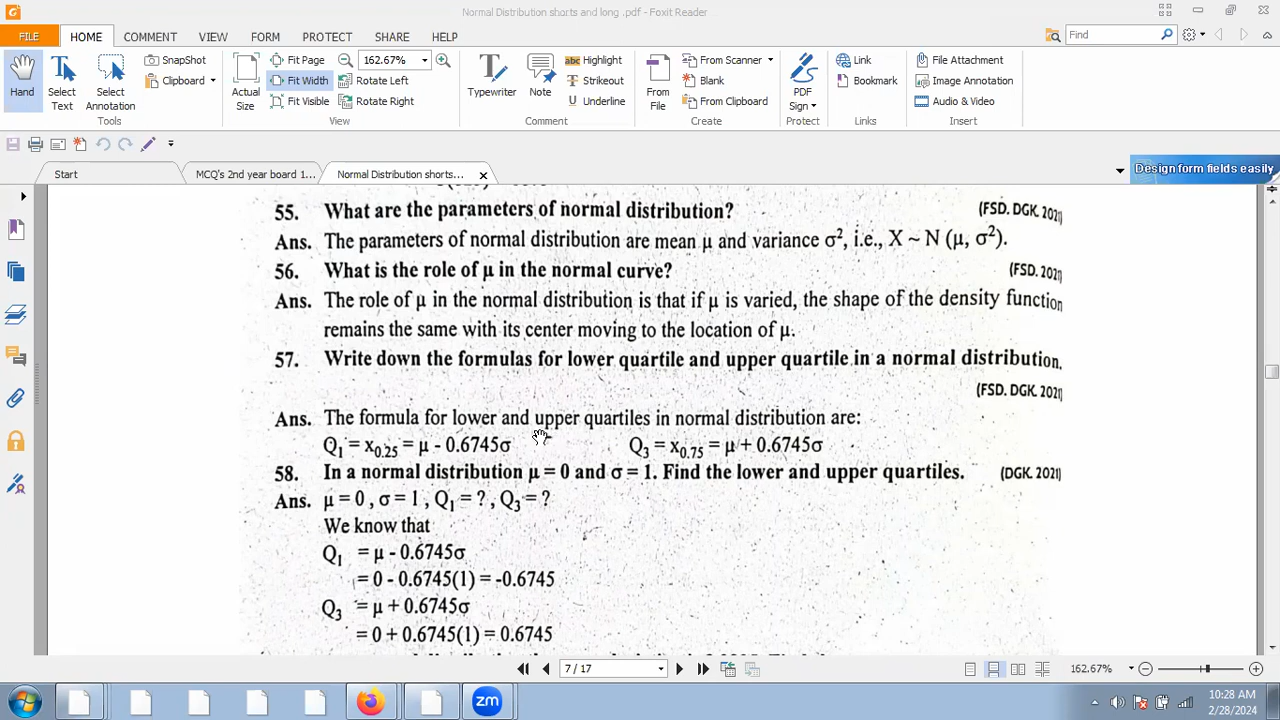 Normal Distribution shorts and long .pdf - Foxit Reader
FILE HOME COMMENT VIEW FORM PROTECT SHARE HELP Find
Hand Select Text Select Annotation SnapShot Clipboard Actual Size Fit Page Fit Width Fit Visible 162.67% Rotate Left Rotate Right Typewriter Note Highlight Strikeout Underline From File From Scanner Blank From Clipboard PDF Sign Link Bookmark File Attachment Image Annotation Audio & Video
Tools View Comment Create Protect Links Insert
Start MCQ's 2nd year board 1... Normal Distribution shorts... Design form fields easily
55. What are the parameters of normal distribution? (FSD. DGK. 2021)
Ans. The parameters of normal distribution are mean μ and variance σ², i.e., X ~ N (μ, σ²).
56. What is the role of μ in the normal curve? (FSD. 2021)
Ans. The role of μ in the normal distribution is that if μ is varied, the shape of the density function
remains the same with its center moving to the location of μ.
57. Write down the formulas for lower quartile and upper quartile in a normal distribution.
(FSD. DGK. 2021)
Ans. The formula for lower and upper quartiles in normal distribution are:
Q₁ = x₀.₂₅ = μ - 0.6745σ Q₃ = x₀.₇₅ = μ + 0.6745σ
58. In a normal distribution μ = 0 and σ = 1. Find the lower and upper quartiles. (DGK. 2021)
Ans. μ = 0 , σ = 1 , Q₁ = ? , Q₃ = ?
We know that
Q₁ = μ - 0.6745σ
= 0 - 0.6745(1) = -0.6745
Q₃ = μ + 0.6745σ
= 0 + 0.6745(1) = 0.6745
7 / 17 162.67%
zm 10:28 AM
2/28/2024